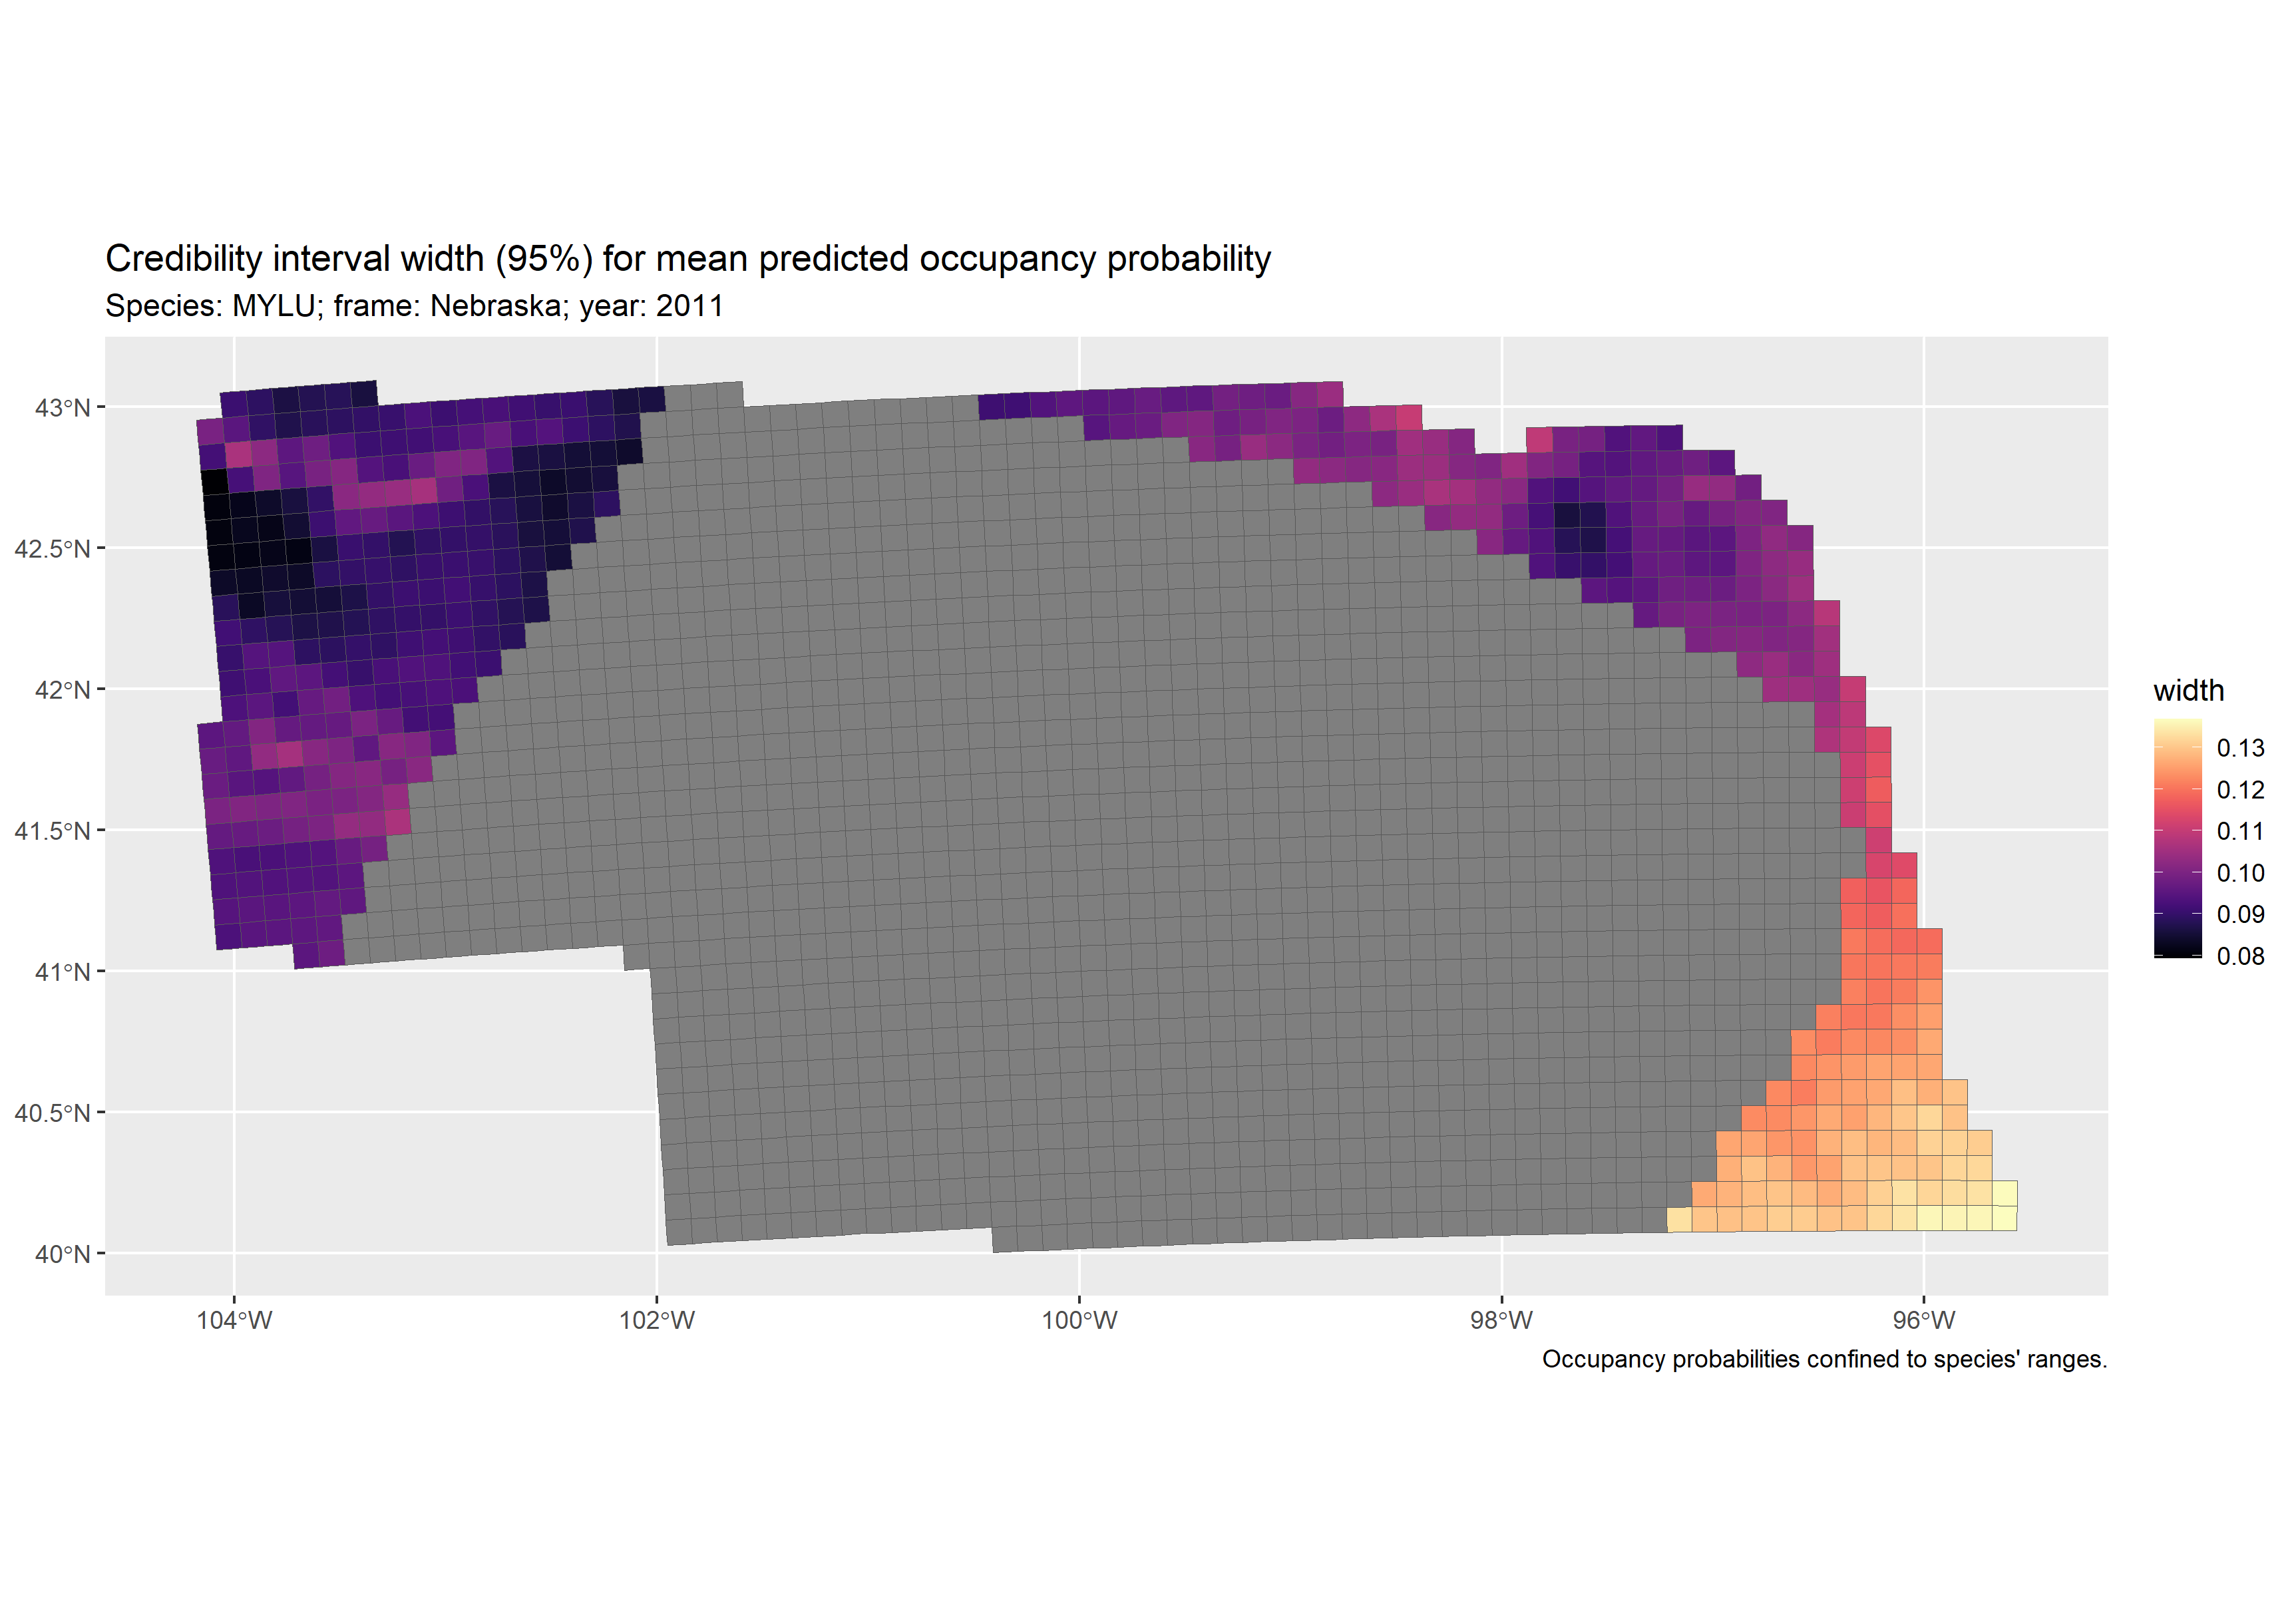 Credibility interval width (95%) for mean predicted occupancy probability
Species: MYLU; frame: Nebraska; year: 2011
43°N
42.5°N
42°N
41.5°N
41°N
40.5°N
40°N
104°W
102°W
100°W
98°W
96°W
width
0.13
0.12
0.11
0.10
0.09
0.08
Occupancy probabilities confined to species' ranges.